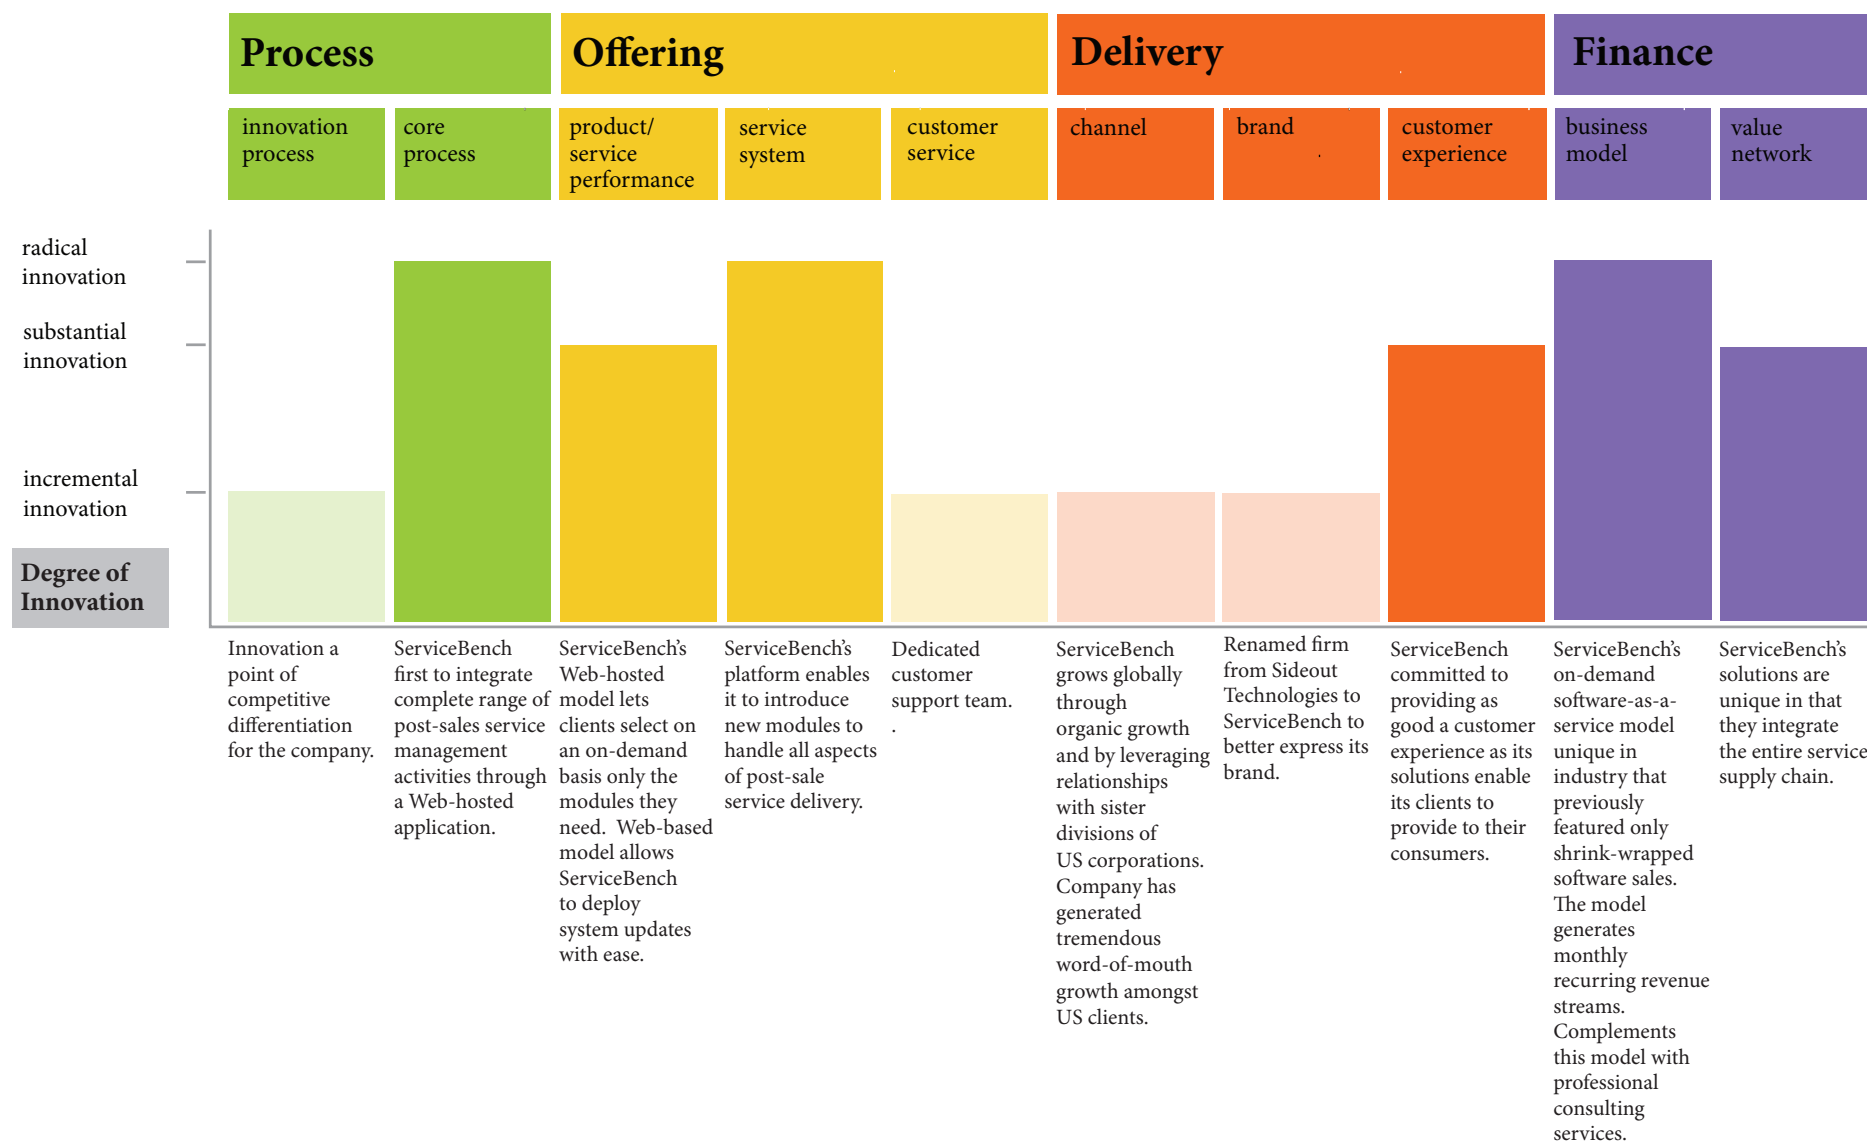 Process
Offering
Delivery
Finance
innovation
process
core
process
product/
service
performance
service
system
customer
service
channel
brand
customer
experience
business
model
value
network
radical
innovation
substantial
innovation
incremental
innovation
Degree of
Innovation
Innovation a
point of
competitive
differentiation
for the company.
ServiceBench
first to integrate
complete range of
post-sales service
management
activities through
a Web-hosted
application.
ServiceBench’s
Web-hosted
model lets
clients select on
an on-demand
basis only the
modules they
need.  Web-based
model allows
ServiceBench
to deploy
system updates
with ease.
ServiceBench’s
platform enables
it to introduce
new modules to
handle all aspects
of post-sale
service delivery.
Dedicated
customer
support team.
.
ServiceBench
grows globally
through
organic growth
and by leveraging
relationships
with sister
divisions of
US corporations.
Company has
generated
tremendous
word-of-mouth
growth amongst
US clients.
Renamed firm
from Sideout
Technologies to
ServiceBench to
better express its
brand.
ServiceBench
committed to
providing as
good a customer
experience as its
solutions enable
its clients to
provide to their
consumers.
ServiceBench’s
on-demand
software-as-a-
service model
unique in
industry that
previously
featured only
shrink-wrapped
software sales.
The model
generates
monthly
recurring revenue
streams.
Complements
this model with
professional
consulting
services.
ServiceBench’s
solutions are
unique in that
they integrate
the entire service
supply chain.